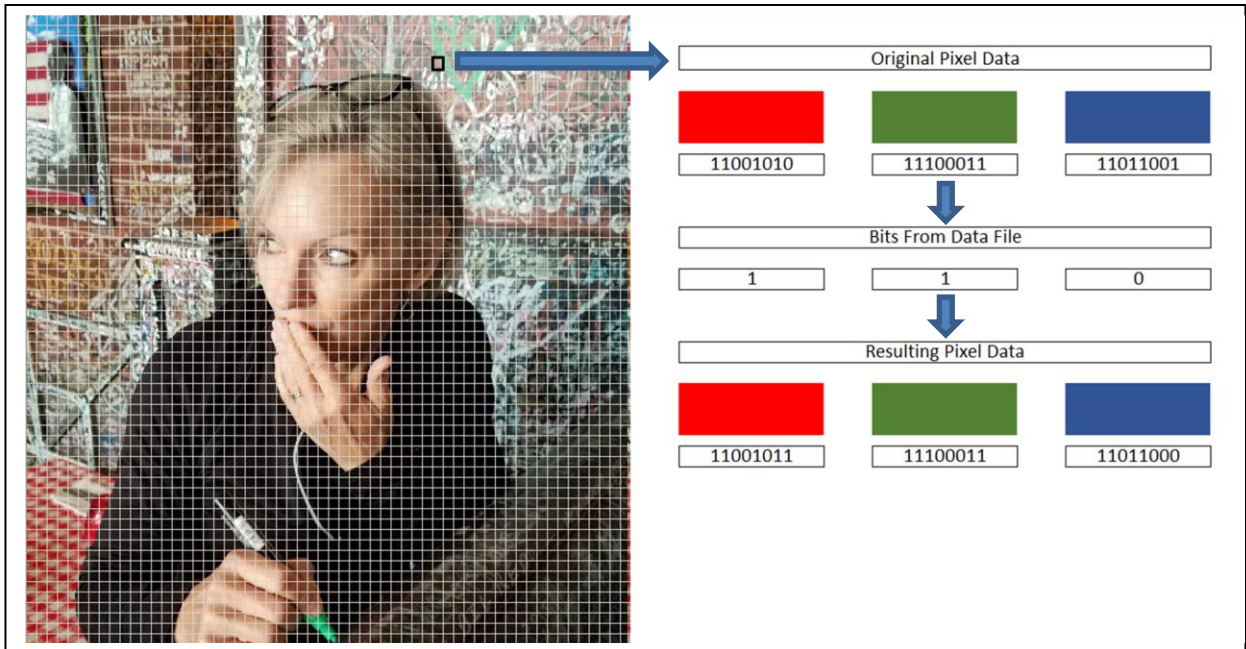 GIRLS
Original Pixel Data
11001010 11100011 11011001
Bits From Data File
1 1 0
Resulting Pixel Data
11001011 11100011 11011000